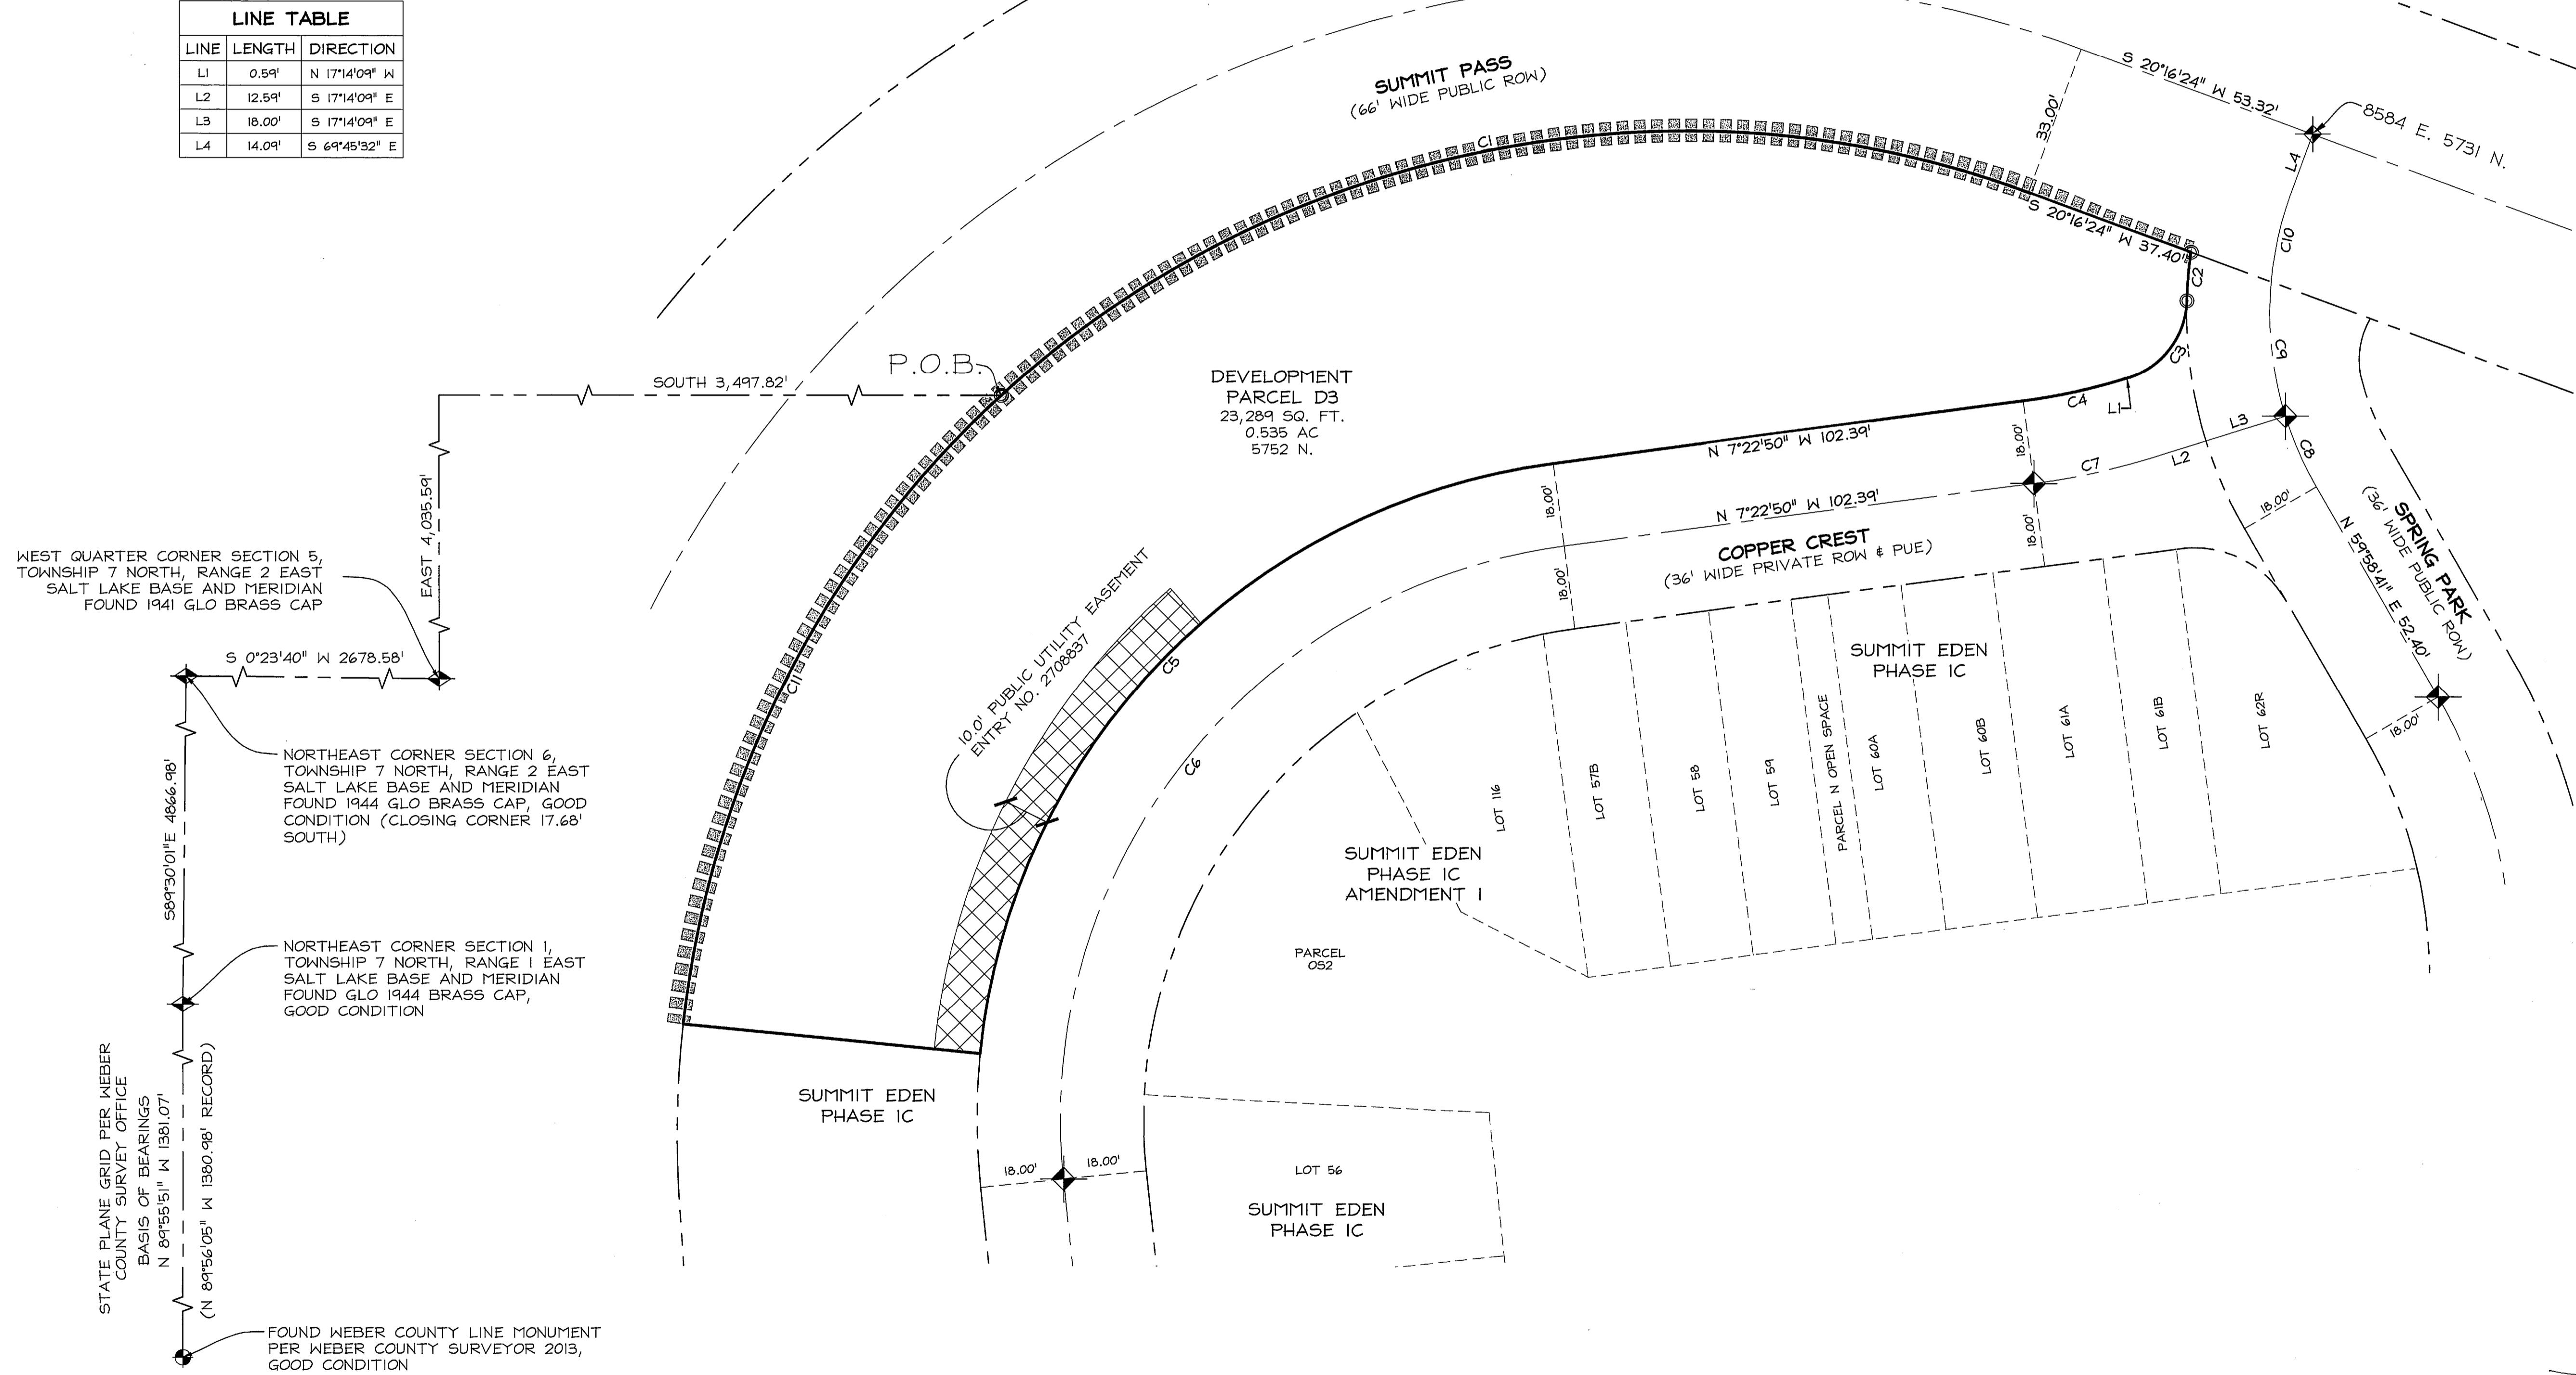 LINE TABLE
LINE LENGTH DIRECTION
L1 0.59' N 17°14'09" W
L2 12.59' S 17°14'09" E
L3 18.00' S 17°14'09" E
L4 14.09' S 69°45'32" E
SUMMIT PASS
(66' WIDE PUBLIC ROW)
C1
33.00'
S 20°16'24" W 53.32'
8584 E. 5731 N.
L4
C10
S 20°16'24" W 37.40'
C2
C3
C9
C4
L1
L3
L2
C7
C8
P.O.B.
SOUTH 3,497.82'
EAST 4,035.59'
DEVELOPMENT
PARCEL D3
23,289 SQ. FT.
0.535 AC
5752 N.
N 7°22'50" W 102.39'
18.00'
18.00'
N 7°22'50" W 102.39'
COPPER CREST
(36' WIDE PRIVATE ROW & PUE)
18.00'
18.00'
18.00'
SPRING PARK
(36' WIDE PUBLIC ROW)
N 59°58'41" E 52.40'
18.00'
WEST QUARTER CORNER SECTION 5,
TOWNSHIP 7 NORTH, RANGE 2 EAST
SALT LAKE BASE AND MERIDIAN
FOUND 1941 GLO BRASS CAP
S 0°23'40" W 2678.58'
10.0' PUBLIC UTILITY EASEMENT
ENTRY NO. 2708837
C5
C11
C6
SUMMIT EDEN
PHASE 1C
LOT 116
LOT 57B
LOT 58
LOT 59
PARCEL N OPEN SPACE
LOT 60A
LOT 60B
LOT 61A
LOT 61B
LOT 62R
NORTHEAST CORNER SECTION 6,
TOWNSHIP 7 NORTH, RANGE 2 EAST
SALT LAKE BASE AND MERIDIAN
FOUND 1944 GLO BRASS CAP, GOOD
CONDITION (CLOSING CORNER 17.68'
SOUTH)
S89°30'01"E 4866.98'
SUMMIT EDEN
PHASE 1C
AMENDMENT 1
PARCEL
OS2
NORTHEAST CORNER SECTION 1,
TOWNSHIP 7 NORTH, RANGE 1 EAST
SALT LAKE BASE AND MERIDIAN
FOUND GLO 1944 BRASS CAP,
GOOD CONDITION
STATE PLANE GRID PER WEBER
COUNTY SURVEY OFFICE
BASIS OF BEARINGS
N 89°55'51" W 1381.07'
(N 89°56'05" W 1380.98' RECORD)
SUMMIT EDEN
PHASE 1C
18.00'
18.00'
LOT 56
SUMMIT EDEN
PHASE 1C
FOUND WEBER COUNTY LINE MONUMENT
PER WEBER COUNTY SURVEYOR 2013,
GOOD CONDITION